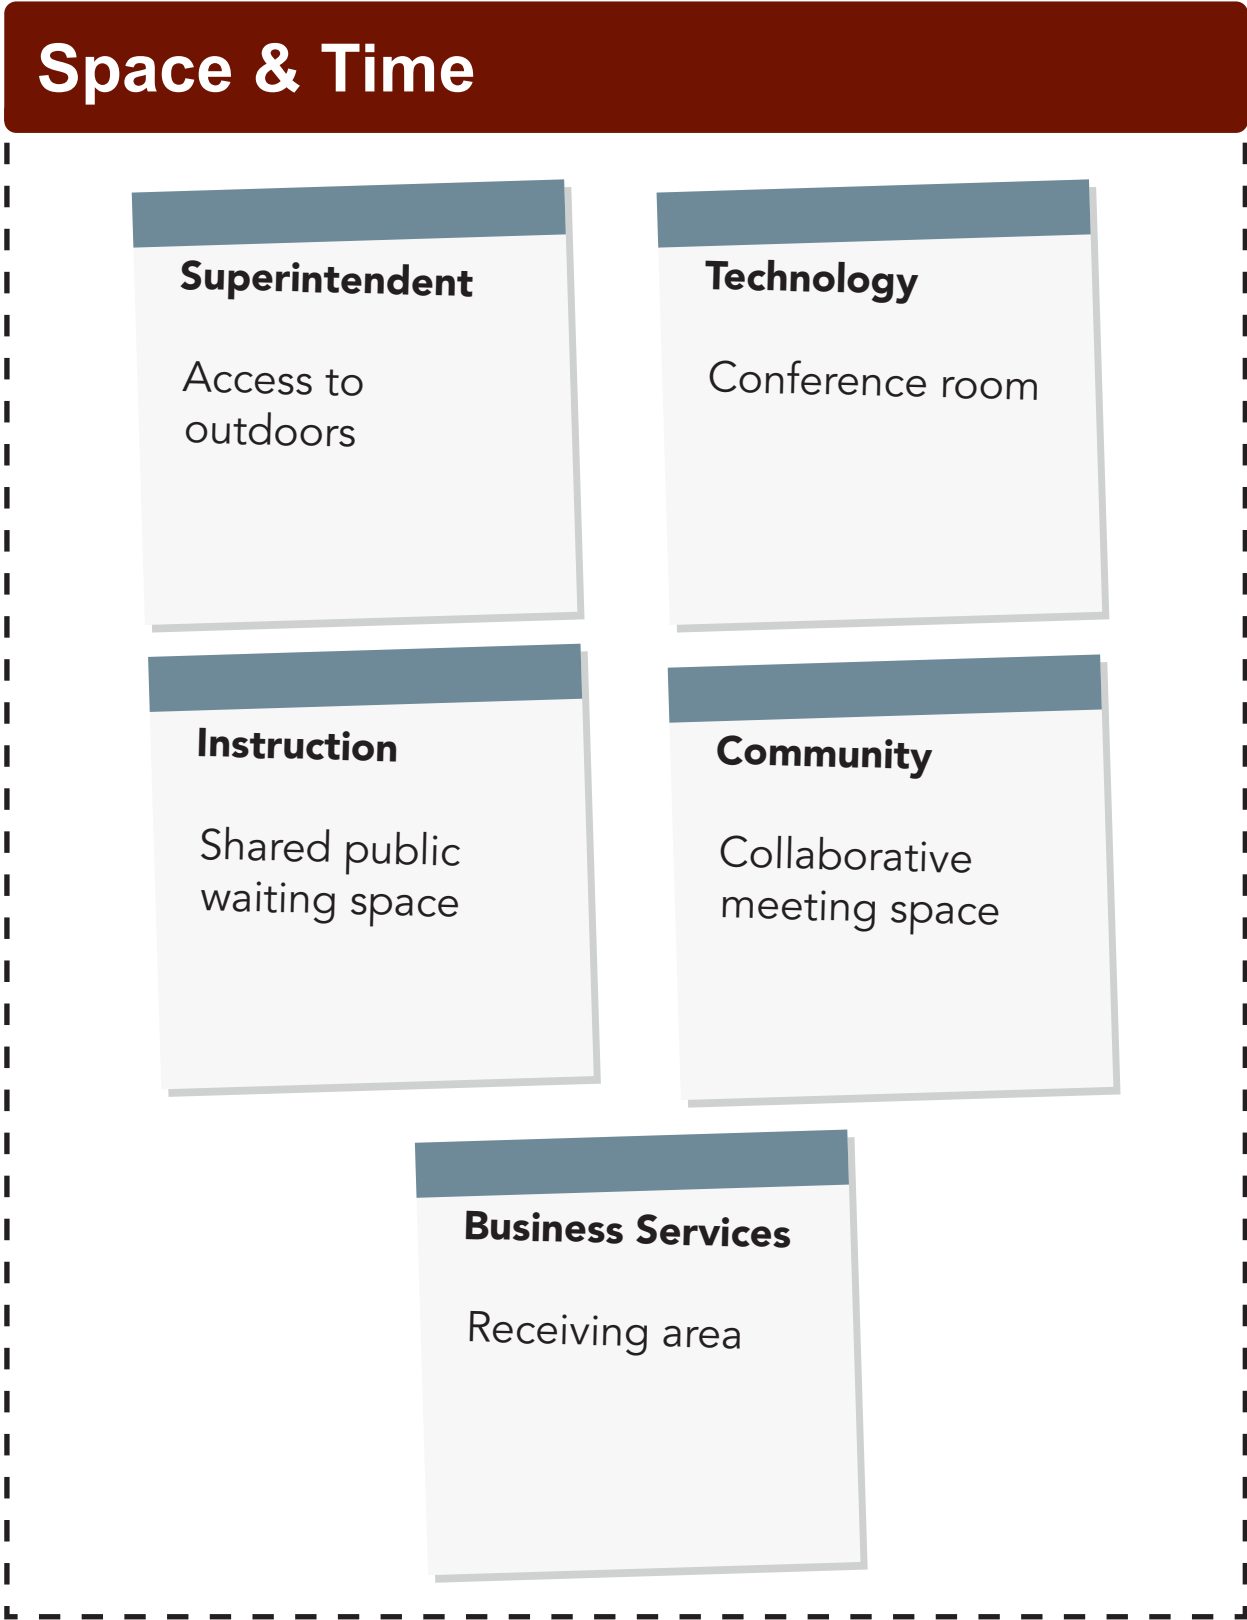 Space & Time
Superintendent
Access to
outdoors
Technology
Conference room
Instruction
Shared public
waiting space
Community
Collaborative
meeting space
Business Services
Receiving area